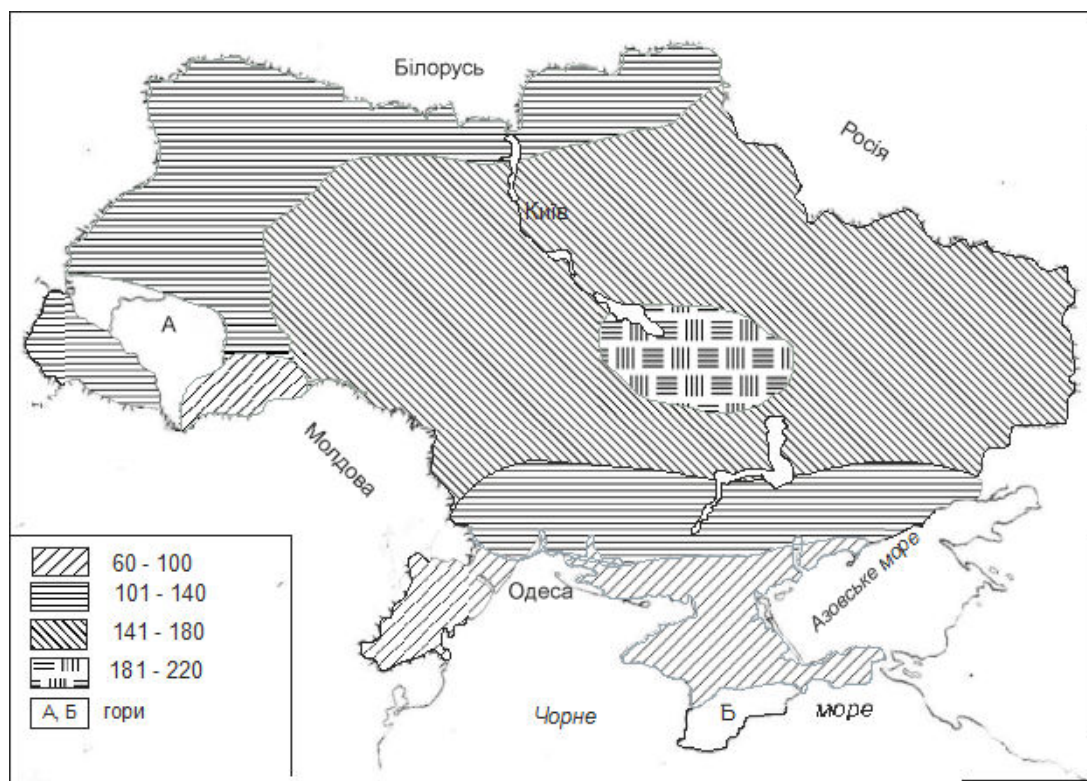 Білорусь
Росія
Київ
А
Молдова
Одеса
Азовське море
Чорне море
Б
60 - 100
101 - 140
141 - 180
181 - 220
А, Б гори